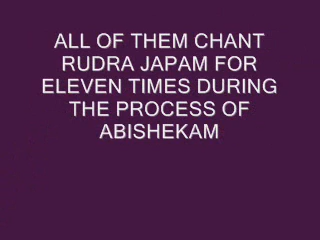 ALL OF THEM CHANT
RUDRA JAPAM FOR
ELEVEN TIMES DURING
THE PROCESS OF
ABISHEKAM